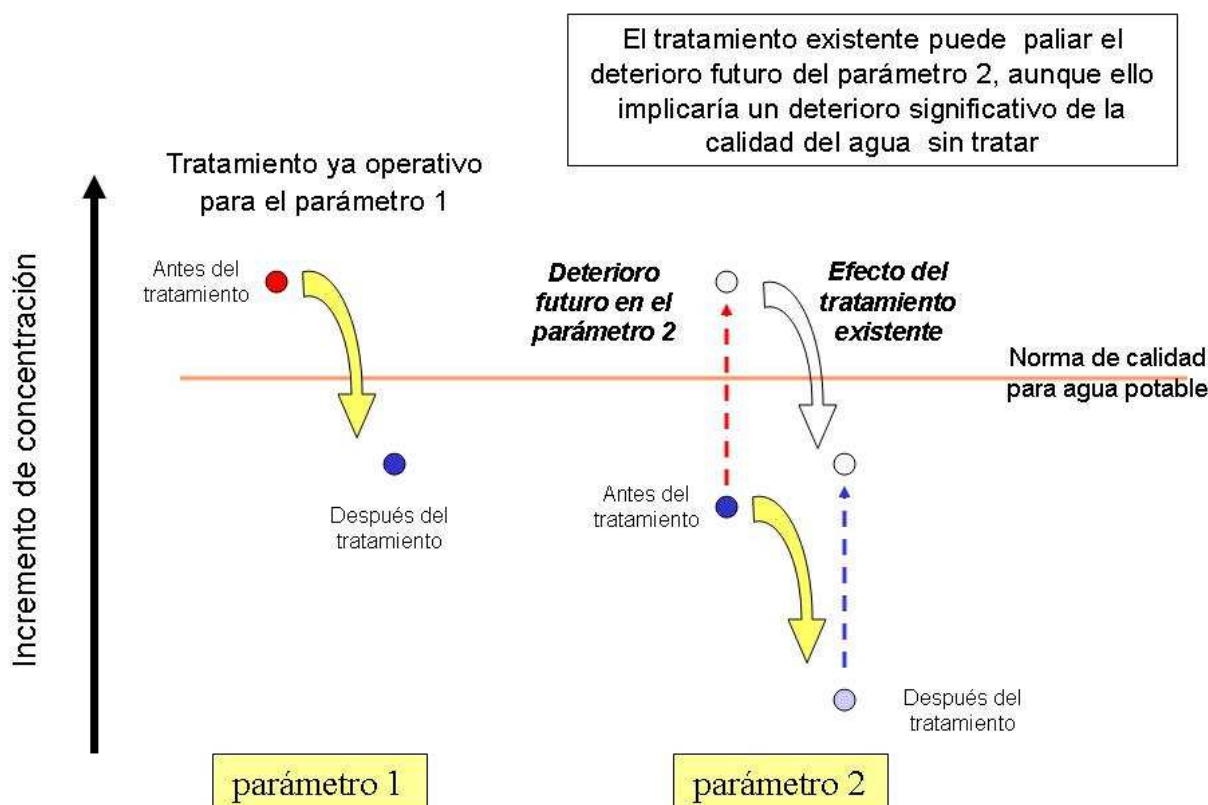 El tratamiento existente puede paliar el
deterioro futuro del parámetro 2, aunque ello
implicaría un deterioro significativo de la
calidad del agua sin tratar
Tratamiento ya operativo
para el parámetro 1
Incremento de concentración
Antes del
tratamiento
Después del
tratamiento
Deterioro
futuro en el
parámetro 2
Efecto del
tratamiento
existente
Norma de calidad
para agua potable
Antes del
tratamiento
Después del
tratamiento
parámetro 1
parámetro 2